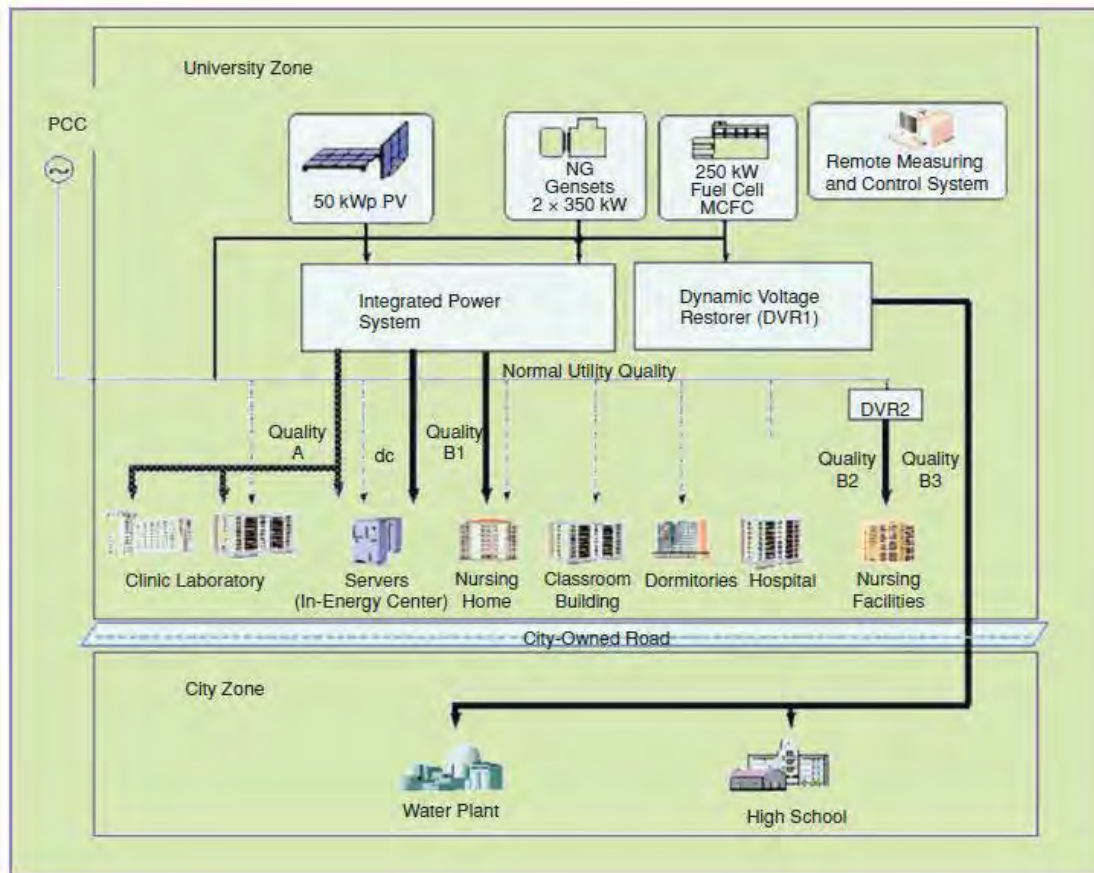 University Zone
PCC
50 kWp PV
NG
Gensets
2 × 350 kW
250 kW
Fuel Cell
MCFC
Remote Measuring
and Control System
Integrated Power
System
Dynamic Voltage
Restorer (DVR1)
Normal Utility Quality
DVR2
Quality
A
dc
Quality
B1
Quality
B2
Quality
B3
Clinic Laboratory
Servers
(In-Energy Center)
Nursing
Home
Classroom
Building
Dormitories
Hospital
Nursing
Facilities
City-Owned Road
City Zone
Water Plant
High School